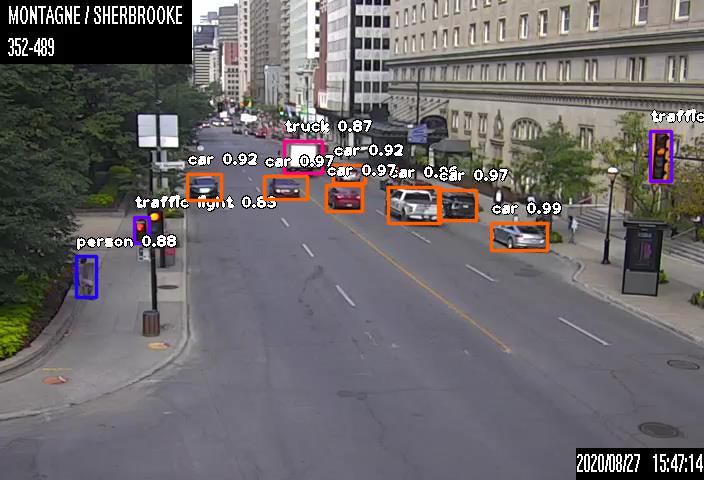 MONTAGNE / SHERBROOKE
352-489
traffic
truck 0.87
car 0.92
car 0.92
car 0.97
car 0.97
car
car 0.97
traffic light 0.83
car 0.99
person 0.88
2020/08/27 15:47:14